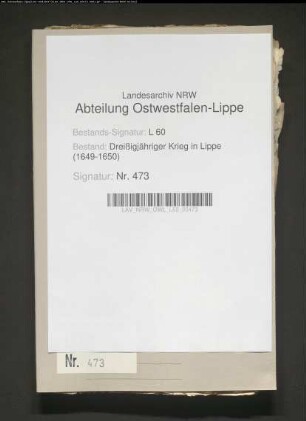 Landesarchiv NRW
Abteilung Ostwestfalen-Lippe
Bestands-Signatur: L 60
Bestand: Dreißigjähriger Krieg in Lippe
(1649-1650)
Signatur: Nr. 473
Nr. 473